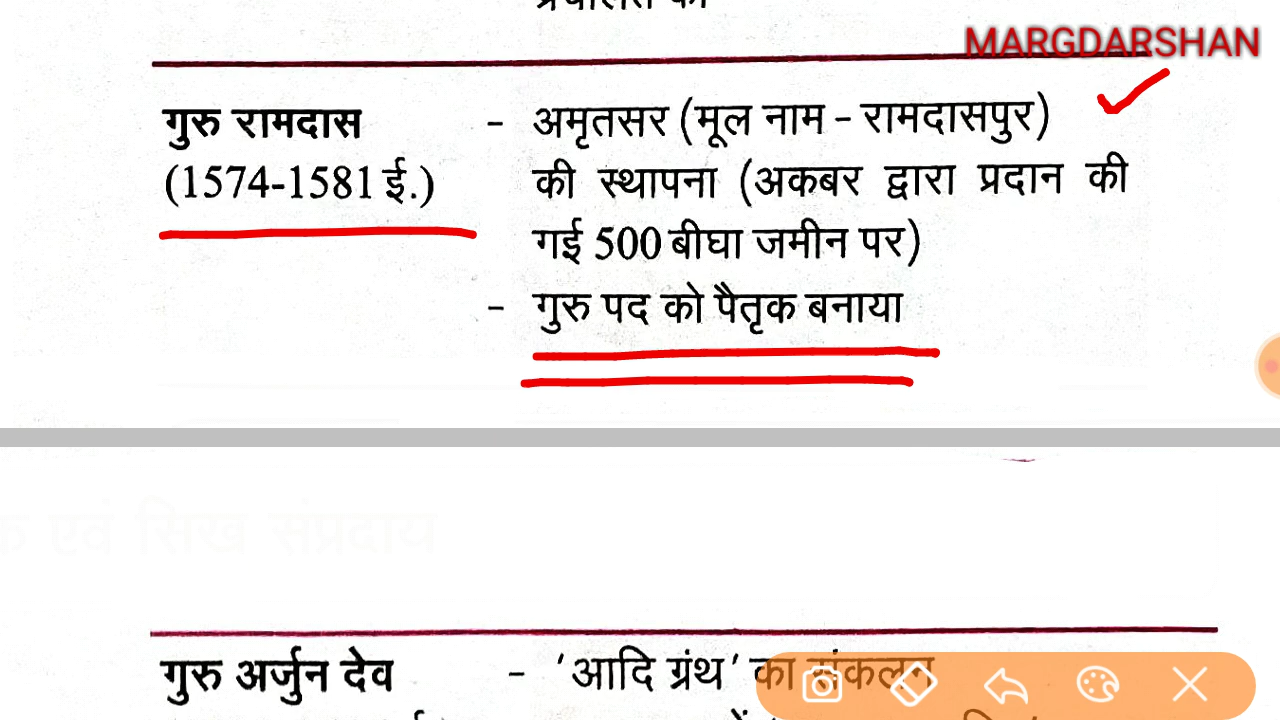 MARGDARSHAN
गुरु रामदास - अमृतसर (मूल नाम - रामदासपुर)
(1574-1581 ई.) की स्थापना (अकबर द्वारा प्रदान की
गई 500 बीघा जमीन पर)
- गुरु पद को पैतृक बनाया
एवं सिख संप्रदाय
गुरु अर्जुन देव - 'आदि ग्रंथ' का संकलन